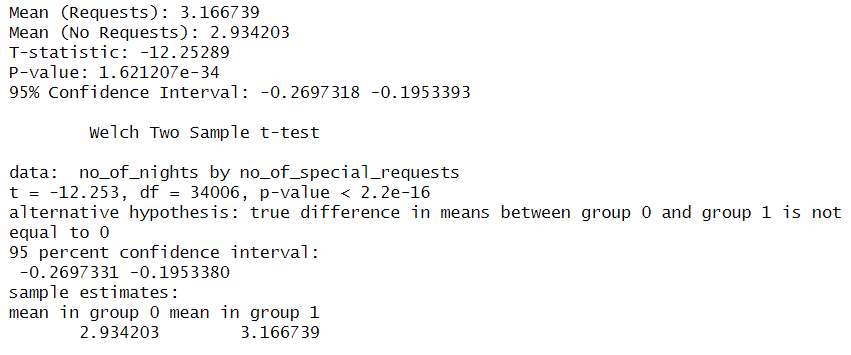 Mean (Requests): 3.166739
Mean (No Requests): 2.934203
T-statistic: -12.25289
P-value: 1.621207e-34
95% Confidence Interval: -0.2697318 -0.1953393
Welch Two Sample t-test
data:  no_of_nights by no_of_special_requests
t = -12.253, df = 34006, p-value < 2.2e-16
alternative hypothesis: true difference in means between group 0 and group 1 is not
equal to 0
95 percent confidence interval:
-0.2697331 -0.1953380
sample estimates:
mean in group 0 mean in group 1
2.934203        3.166739